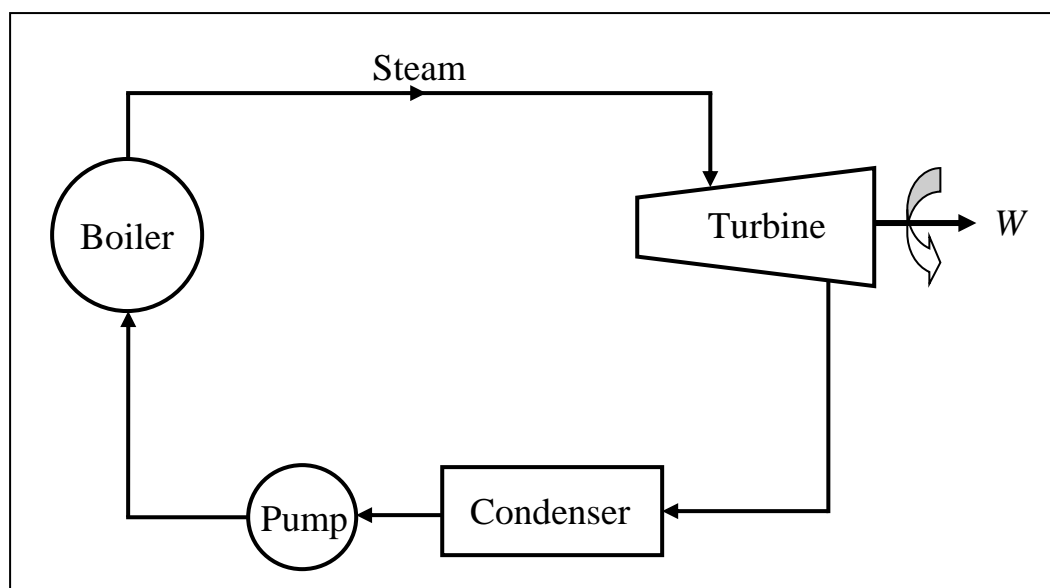 Steam
Boiler
Turbine
W
Pump
Condenser